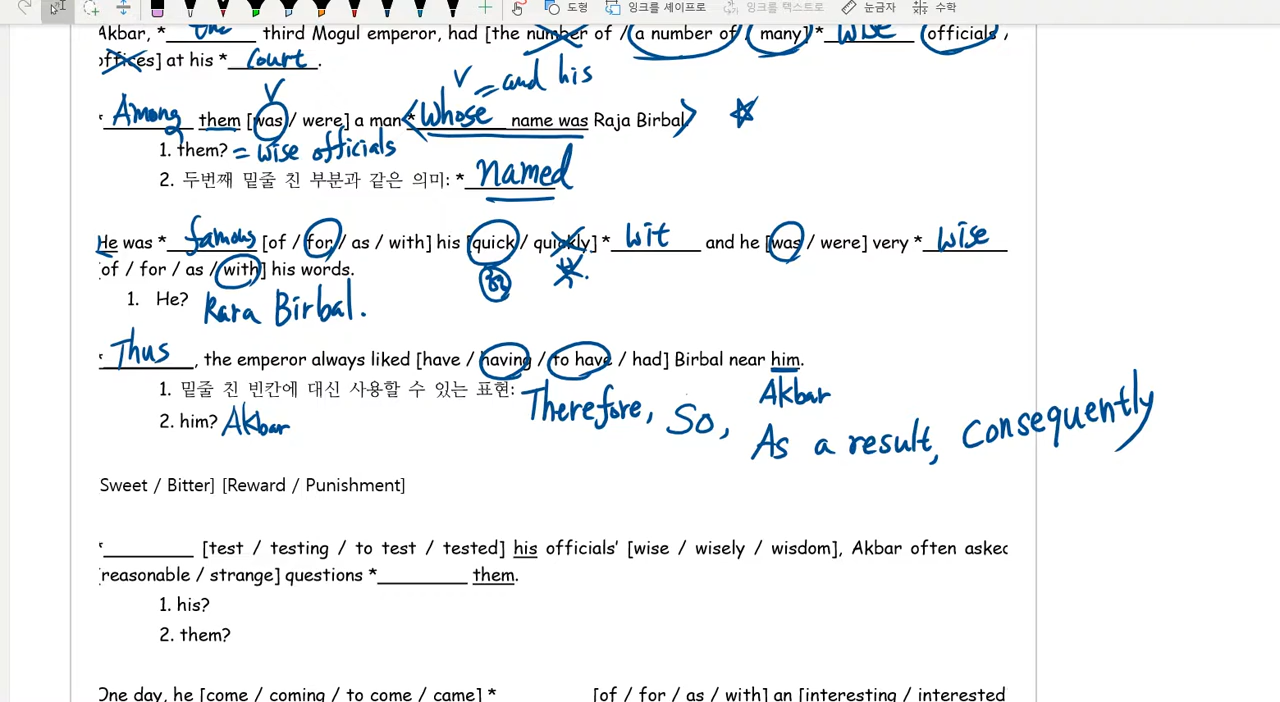 도형 잉크를 셰이프로 잉크를 텍스트로 눈금자 수학
Akbar, * the third Mogul emperor, had [the number of / a number of / many] * wise officials /
offices] at his * court.
V V = and his
* Among them [was / were] a man * <whose name was Raja Birbal> ☆
1. them? = wise officials
2. 두번째 밑줄 친 부분과 같은 의미: * named
He was * famous [of / for / as / with] his [quick / quickly] * wit and he [was / were] very * wise
of / for / as / with] his words.
1. He? Rara Birbal.
* Thus, the emperor always liked [have / having / to have / had] Birbal near him.
1. 밑줄 친 빈칸에 대신 사용할 수 있는 표현: Therefore, So, As a result, Consequently
Akbar
2. him? Akbar
Sweet / Bitter] [Reward / Punishment]
*__________ [test / testing / to test / tested] his officials' [wise / wisely / wisdom], Akbar often asked
[reasonable / strange] questions *__________ them.
1. his?
2. them?
One day, he [come / coming / to come / came] * [of / for / as / with] an [interesting / interested